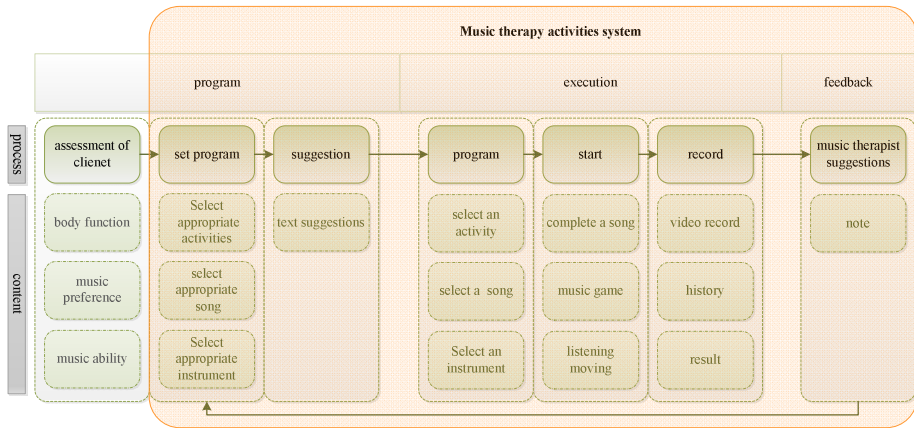 Music therapy activities system
program
execution
feedback
process
assessment of
clienet
set program
suggestion
program
start
record
music therapist
suggestions
content
body function
Select
appropriate
activities
text suggestions
select an
activity
complete a song
video record
note
music
preference
select
appropriate
song
select a song
music game
history
music ability
Select
appropriate
instrument
Select an
instrument
listening
moving
result